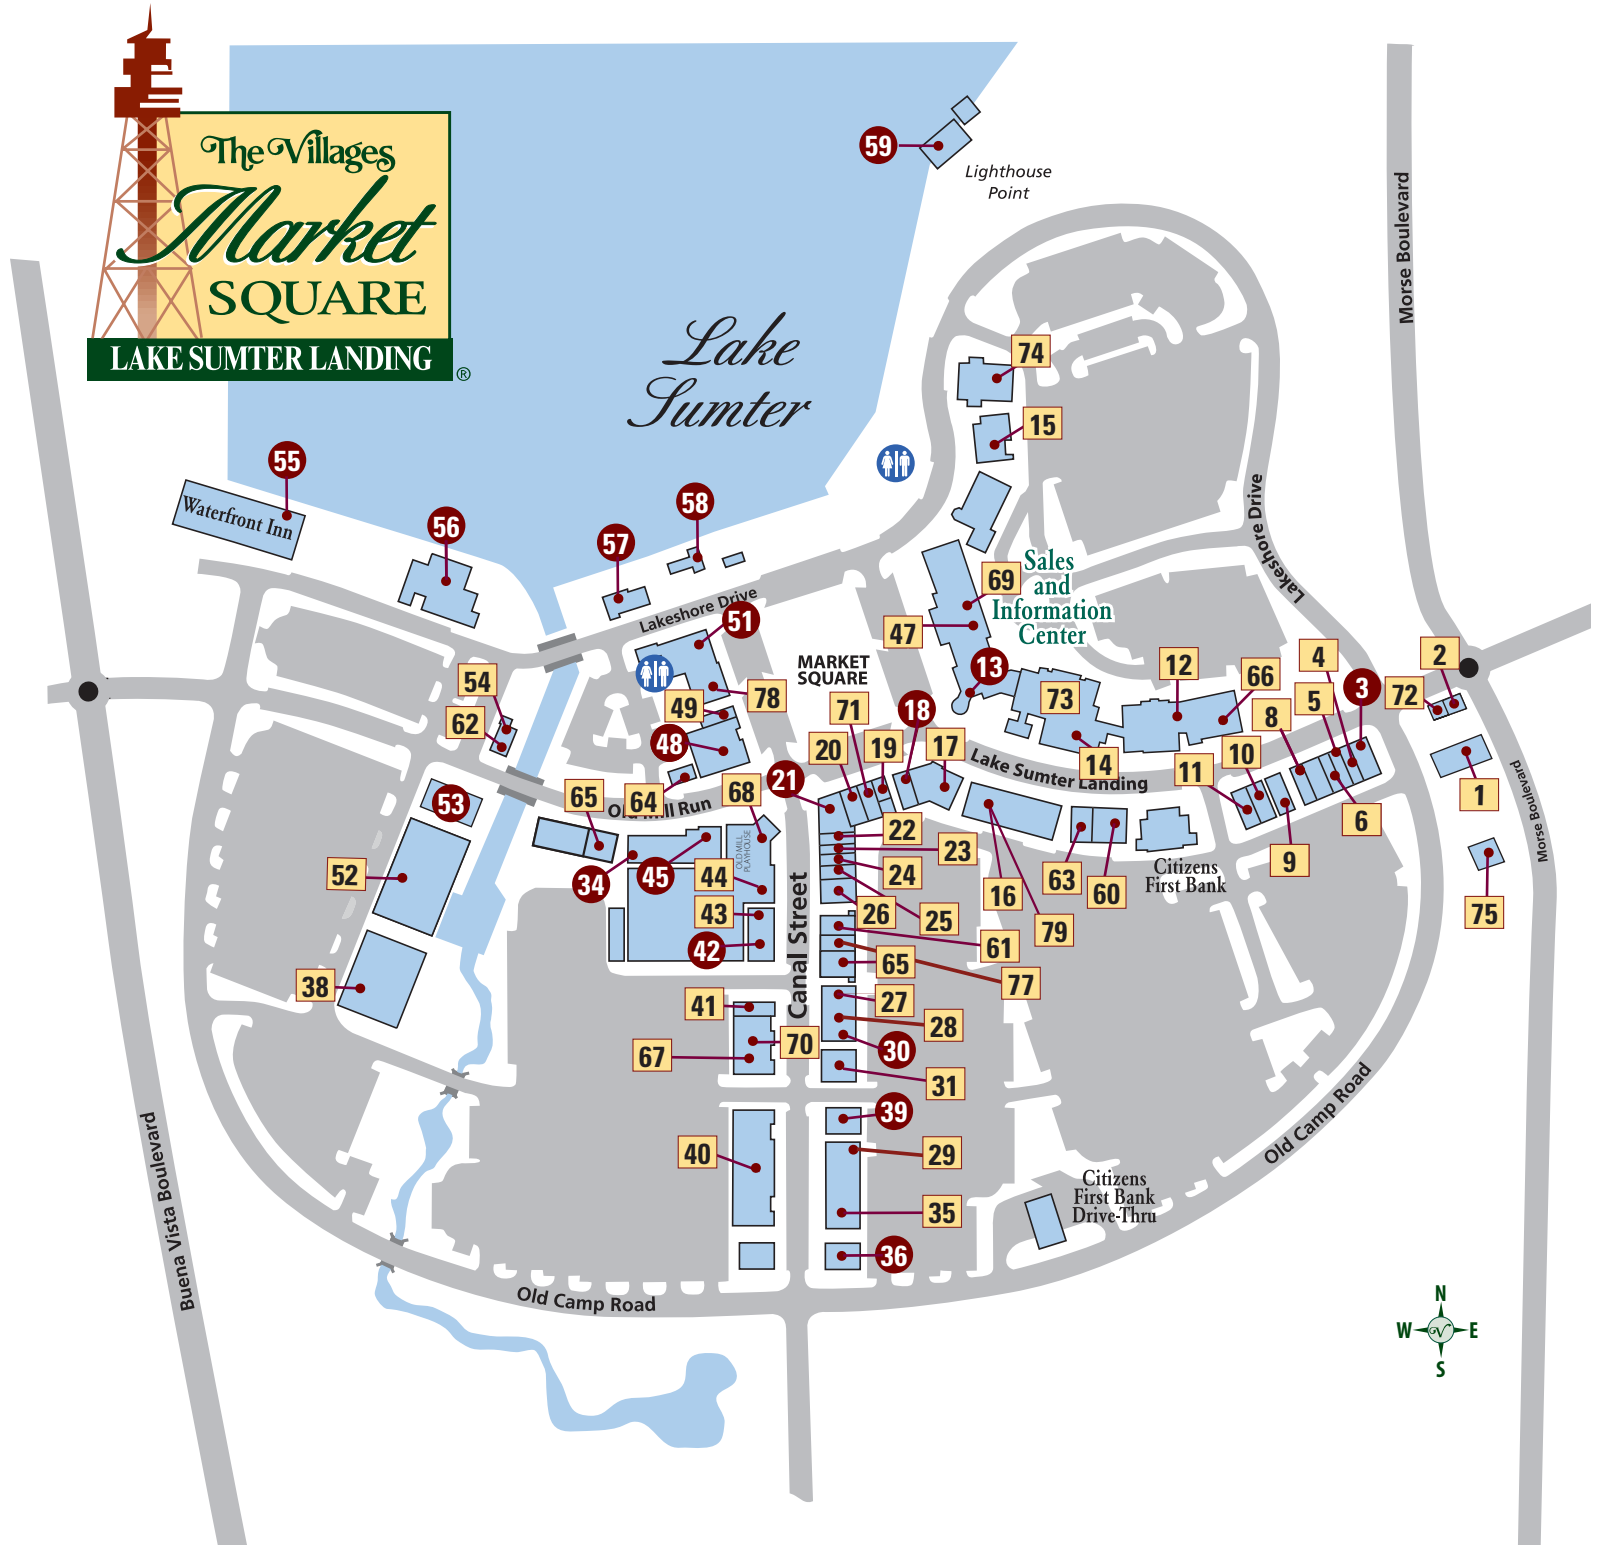 The Villages
Market
SQUARE
LAKE SUMTER LANDING
®
Lake
Sumter
59
Lighthouse
Point
Morse Boulevard
74
15
55
Waterfront Inn
56
57
58
Lakeshore Drive
51
78
49
48
64
54
62
53
52
38
65
Old Mill Run
68
OLD MILL
PLAYHOUSE
34
45
44
43
42
MARKET
SQUARE
69
47
Sales
and
Information
Center
13
73
14
12
66
Lakeshore Drive
4
5
3
8
10
11
6
9
2
72
1
75
Morse Boulevard
71
18
20
19
17
21
Lake Sumter Landing
22
23
24
25
26
16
79
63
60
Citizens
First Bank
61
77
65
27
28
30
31
Canal Street
41
70
67
39
29
40
35
36
Citizens
First Bank
Drive-Thru
Old Camp Road
Old Camp Road
Buena Vista Boulevard
N
W
E
S